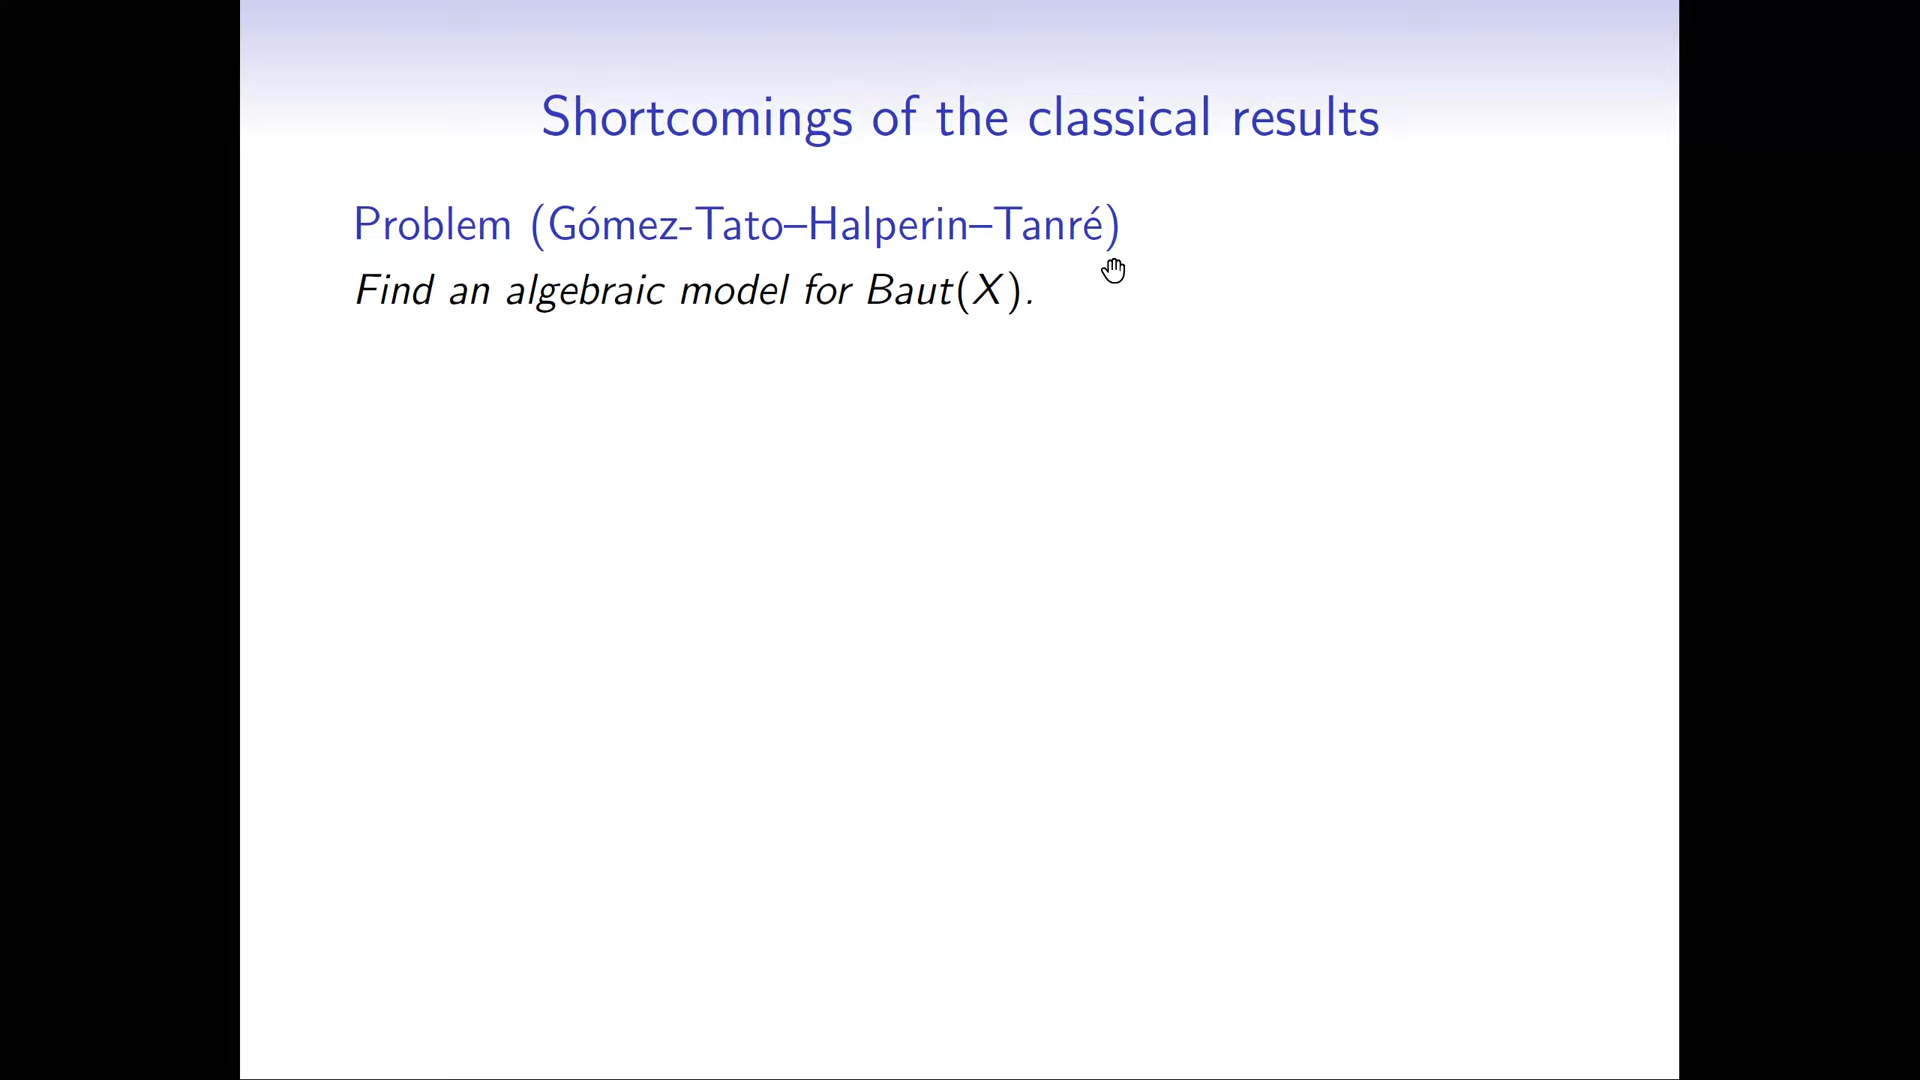 Shortcomings of the classical results
Problem (Gómez-Tato–Halperin–Tanré)
Find an algebraic model for Baut(X).